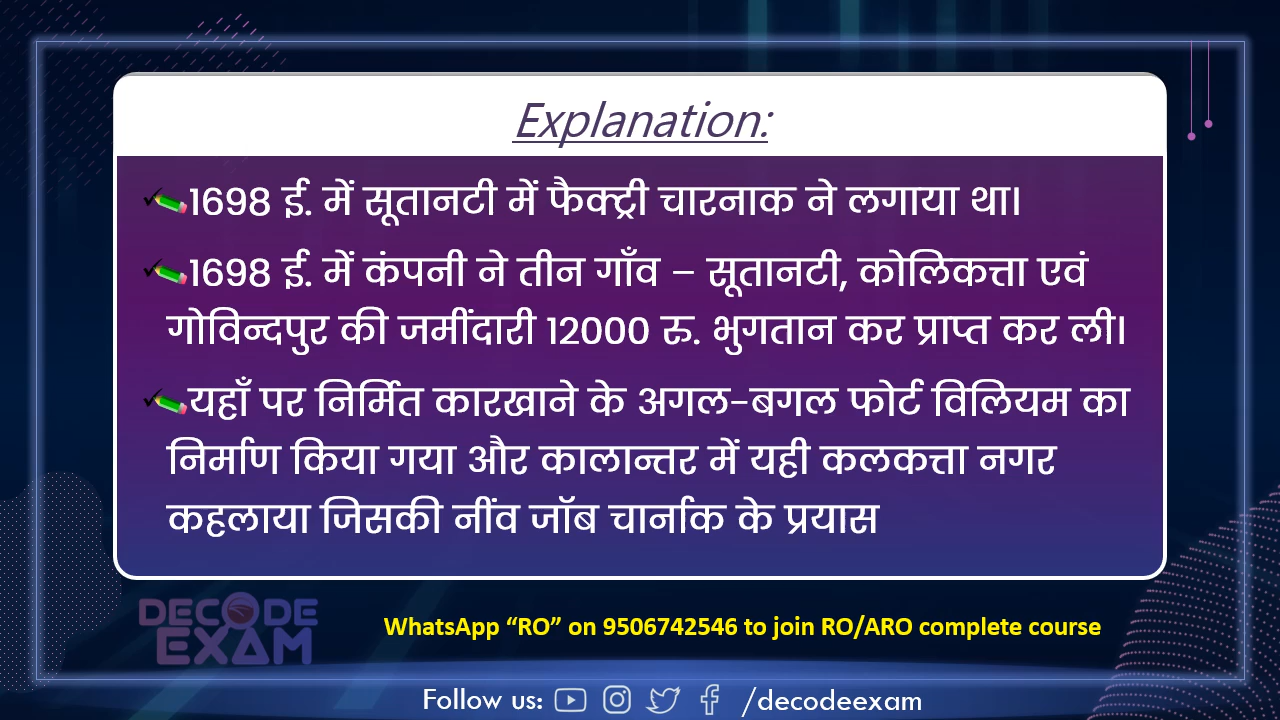 Explanation:
1698 ई. में सूतानटी में फैक्ट्री चारनाक ने लगाया था।
1698 ई. में कंपनी ने तीन गाँव – सूतानटी, कोलिकत्ता एवं
गोविन्दपुर की जमींदारी 12000 रु. भुगतान कर प्राप्त कर ली।
यहाँ पर निर्मित कारखाने के अगल-बगल फोर्ट विलियम का
निर्माण किया गया और कालान्तर में यही कलकत्ता नगर
कहलाया जिसकी नींव जॉब चार्नाक के प्रयास
DECODE
EXAM
WhatsApp “RO” on 9506742546 to join RO/ARO complete course
Follow us: /decodeexam